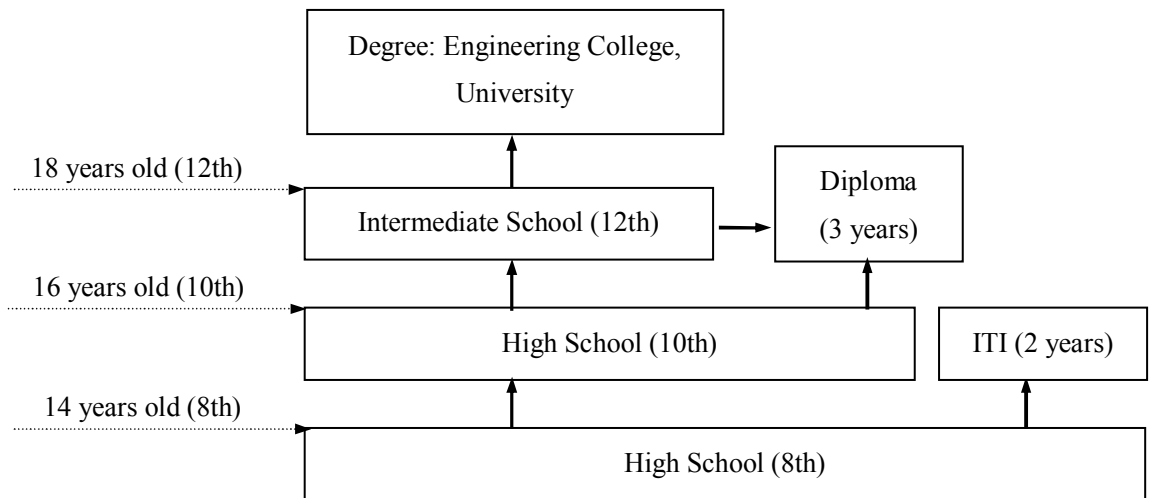 Degree: Engineering College,
University
18 years old (12th)
Diploma
(3 years)
Intermediate School (12th)
16 years old (10th)
High School (10th)
ITI (2 years)
14 years old (8th)
High School (8th)